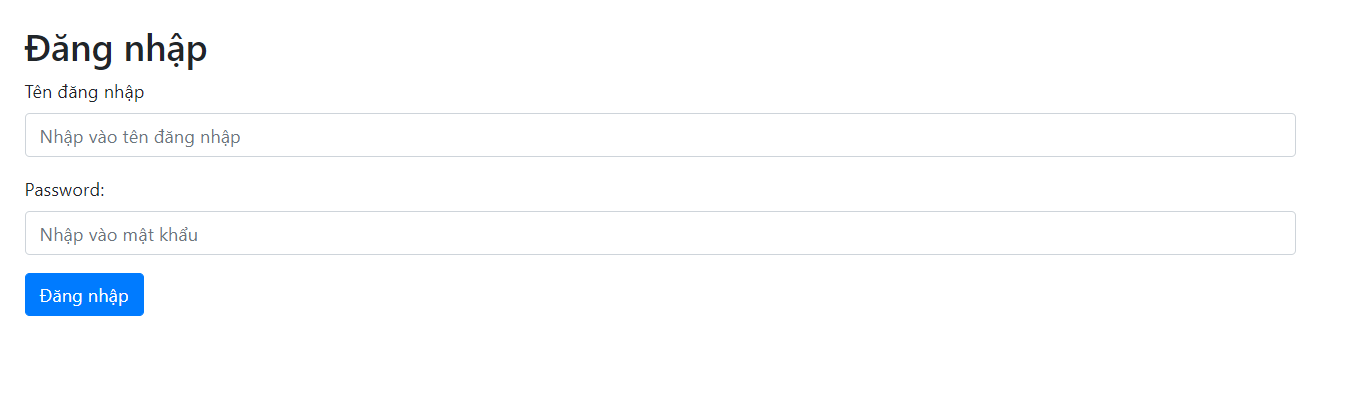 Đăng nhập
Tên đăng nhập
Nhập vào tên đăng nhập
Password:
Nhập vào mật khẩu
Đăng nhập